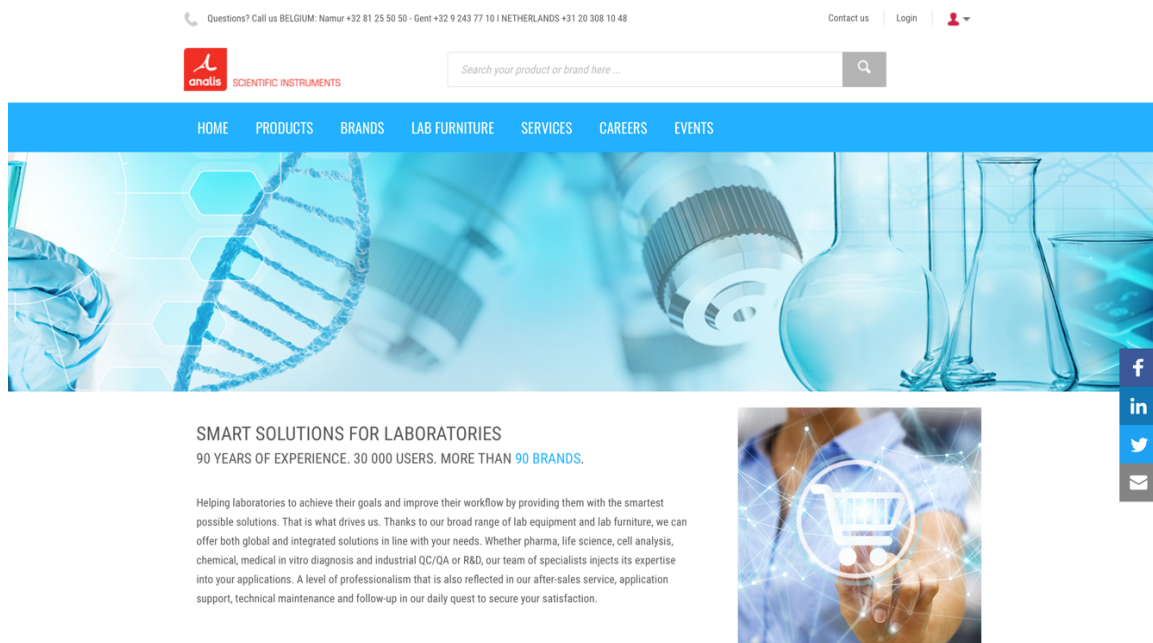 Questions? Call us BELGIUM: Namur +32 81 25 50 50 - Gent +32 9 243 77 10 I NETHERLANDS +31 20 308 10 48
Contact us
Login
analis
SCIENTIFIC INSTRUMENTS
Search your product or brand here ...
HOME PRODUCTS BRANDS LAB FURNITURE SERVICES CAREERS EVENTS
SMART SOLUTIONS FOR LABORATORIES
90 YEARS OF EXPERIENCE. 30 000 USERS. MORE THAN 90 BRANDS.
Helping laboratories to achieve their goals and improve their workflow by providing them with the smartest
possible solutions. That is what drives us. Thanks to our broad range of lab equipment and lab furniture, we can
offer both global and integrated solutions in line with your needs. Whether pharma, life science, cell analysis,
chemical, medical in vitro diagnosis and industrial QC/QA or R&D, our team of specialists injects its expertise
into your applications. A level of professionalism that is also reflected in our after-sales service, application
support, technical maintenance and follow-up in our daily quest to secure your satisfaction.